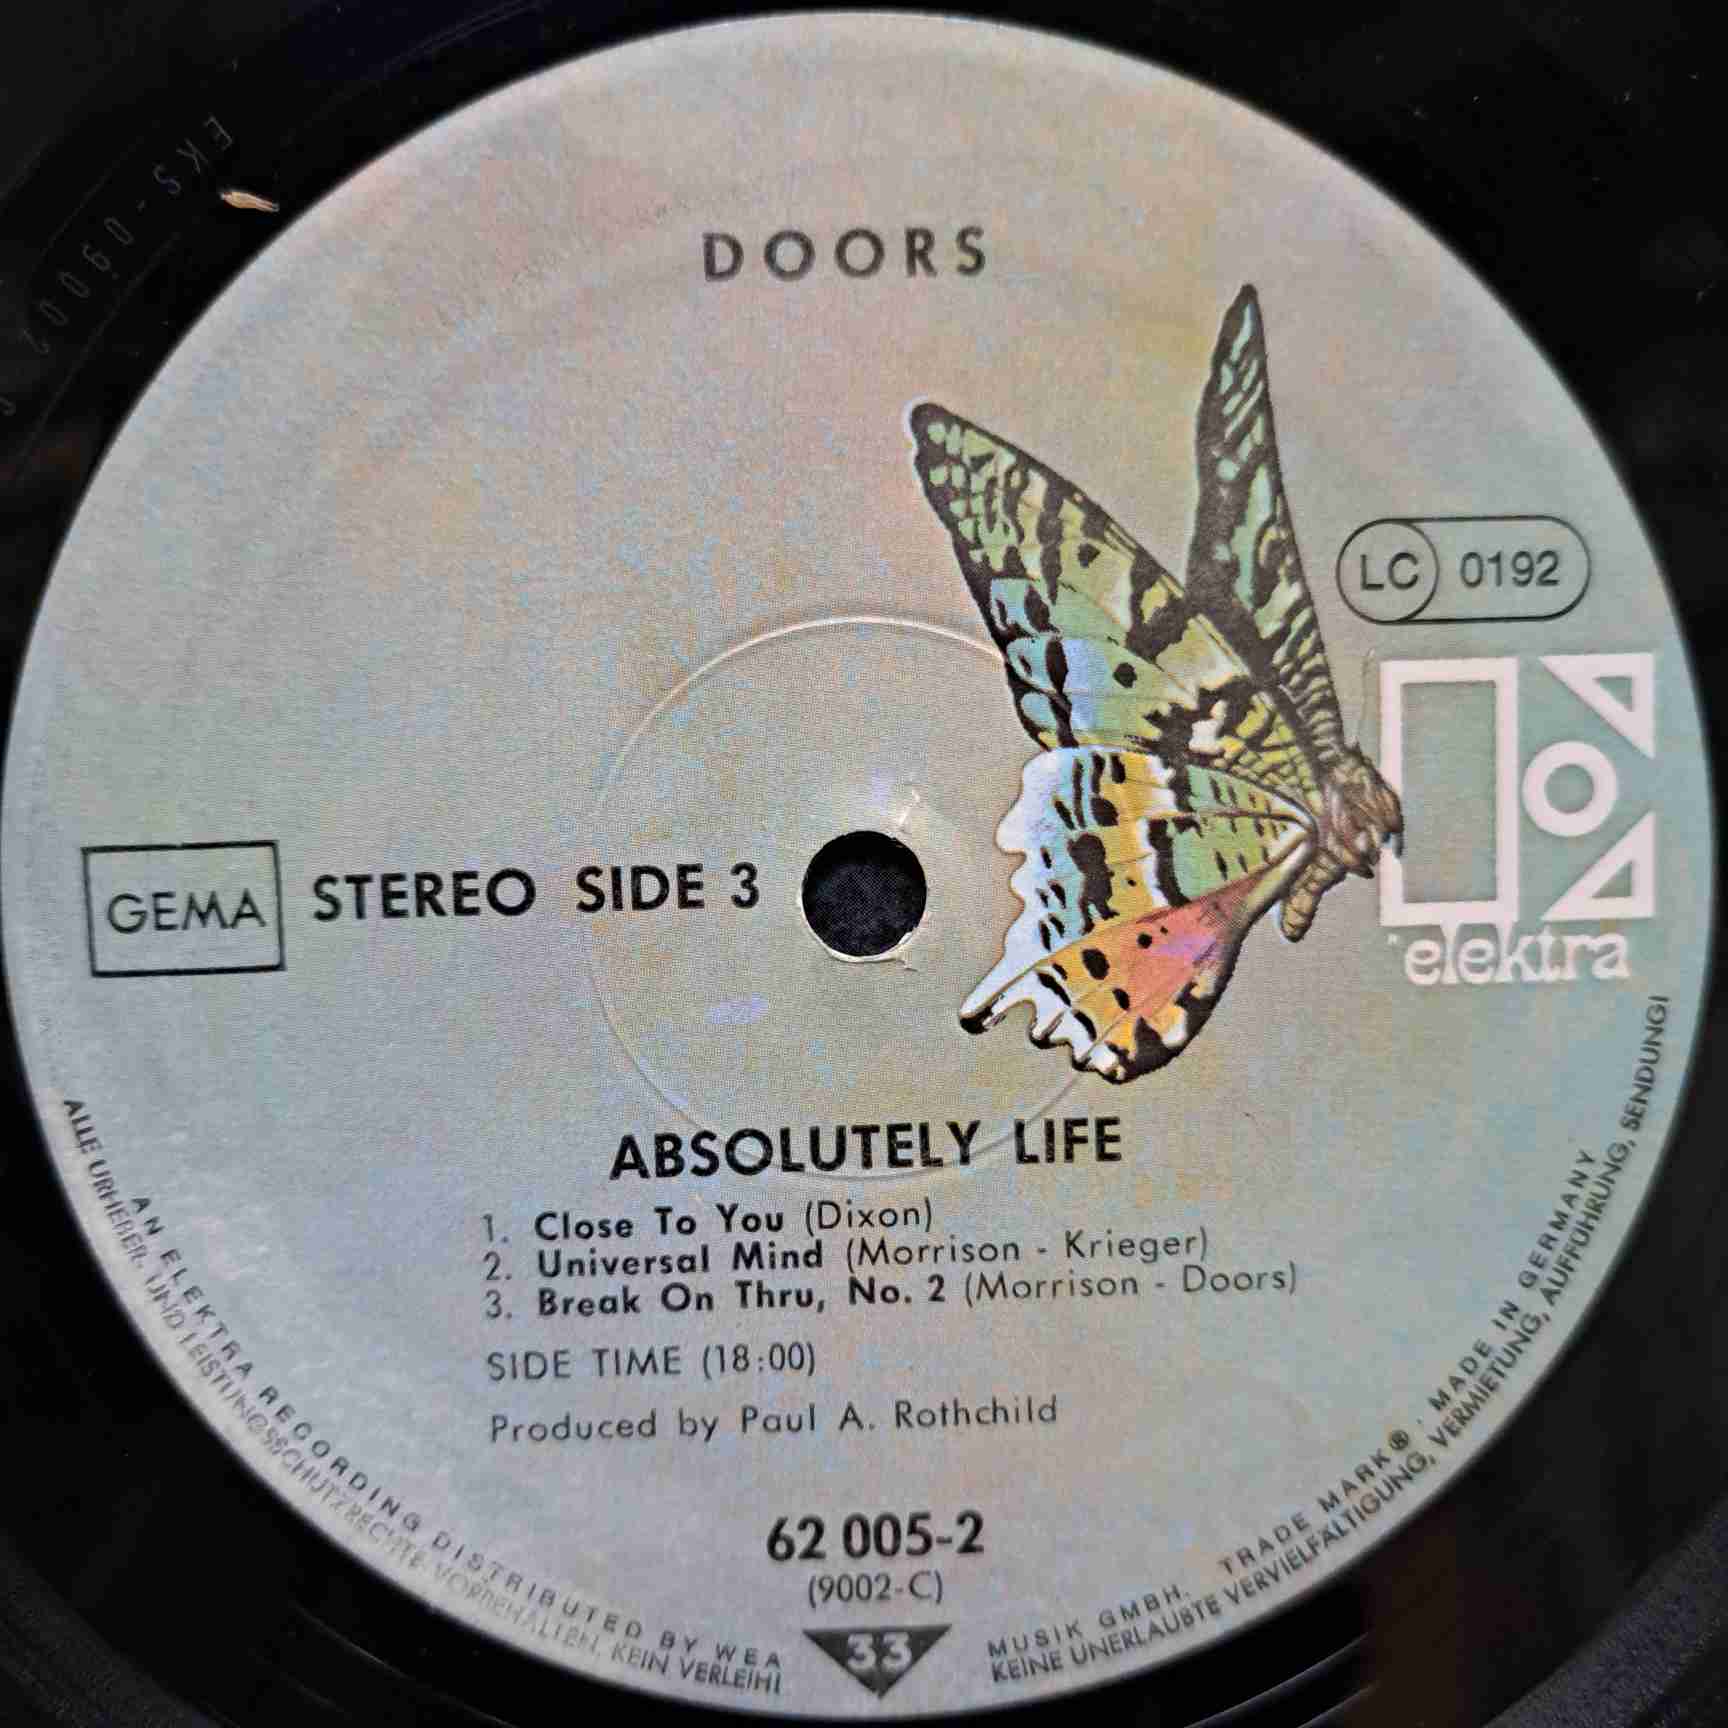 EKS-09002
DOORS
LC 0192
elektra
GEMA STEREO SIDE 3
ABSOLUTELY LIFE
1. Close To You (Dixon)
2. Universal Mind (Morrison - Krieger)
3. Break On Thru, No. 2 (Morrison - Doors)
SIDE TIME (18:00)
Produced by Paul A. Rothchild
62 005-2
(9002-C)
33
AN ELEKTRA RECORDING DISTRIBUTED BY WEA MUSIK GMBH. TRADE MARK®. MADE IN GERMANY
ALLE URHEBER- UND LEISTUNGSSCHUTZRECHTE VORBEHALTEN, KEIN VERLEIH! KEINE UNERLAUBTE VERVIELFÄLTIGUNG, VERMIETUNG, AUFFÜHRUNG, SENDUNG!